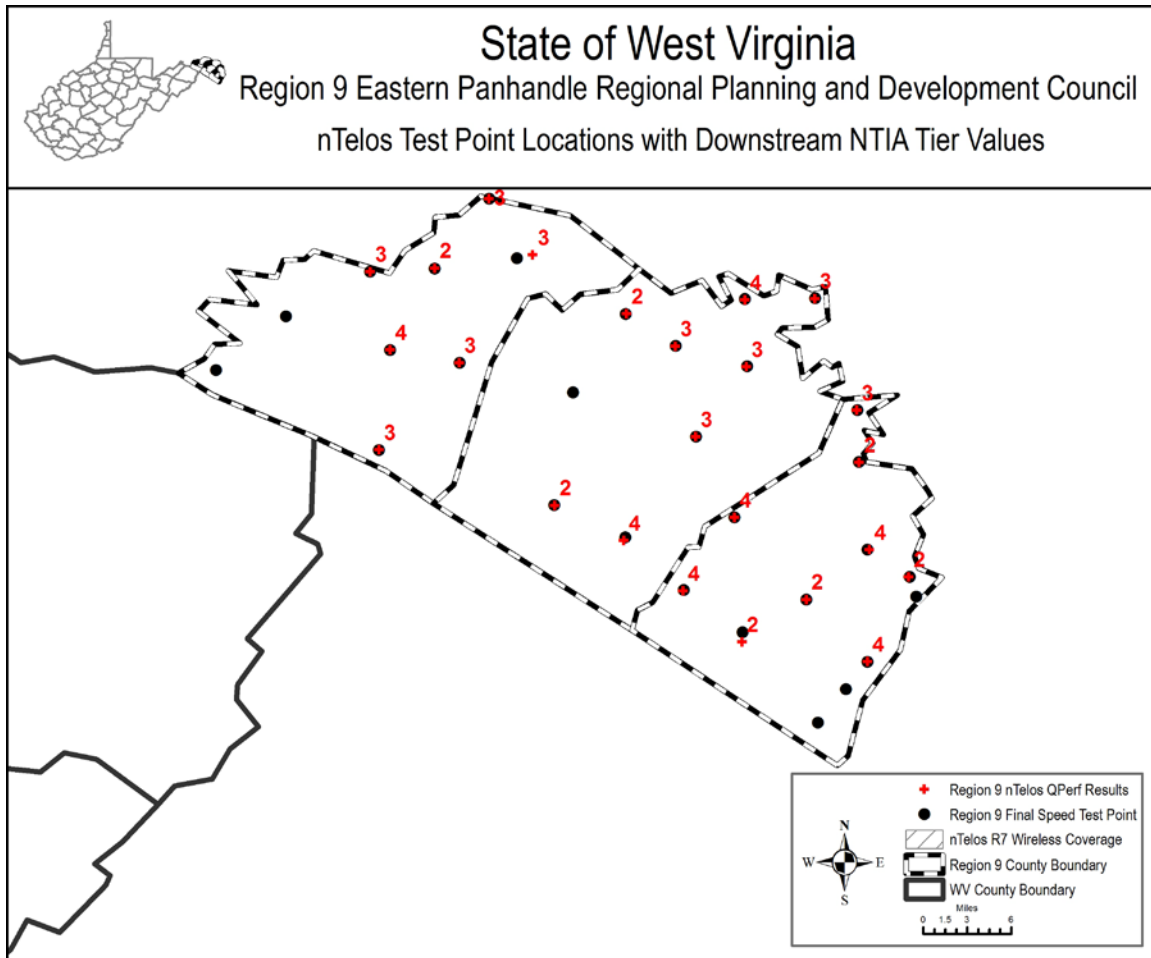 State of West Virginia
Region 9 Eastern Panhandle Regional Planning and Development Council
nTelos Test Point Locations with Downstream NTIA Tier Values
3
3
3
2
4
3
2
4
3
3
3
3
3
3
2
2
4
4
4
2
4
2
2
4
Region 9 nTelos QPerf Results
Region 9 Final Speed Test Point
nTelos R7 Wireless Coverage
Region 9 County Boundary
WV County Boundary
N
W E
S
Miles
0 1.5 3 6